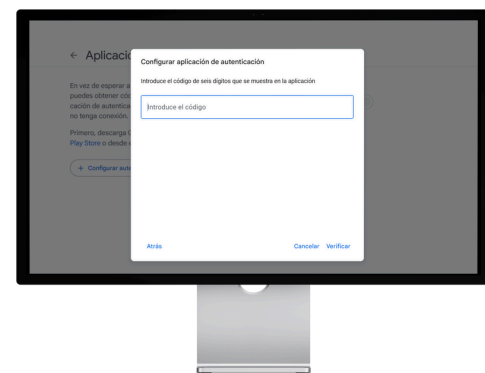 ← Aplicacio
En vez de esperar a
puedes obtener cód
cación de autentica
no tenga conexión.
Primero, descarga G
Play Store o desde e
+ Configurar aute
Configurar aplicación de autenticación
Introduce el código de seis dígitos que se muestra en la aplicación
Introduce el código
Atrás
Cancelar Verificar